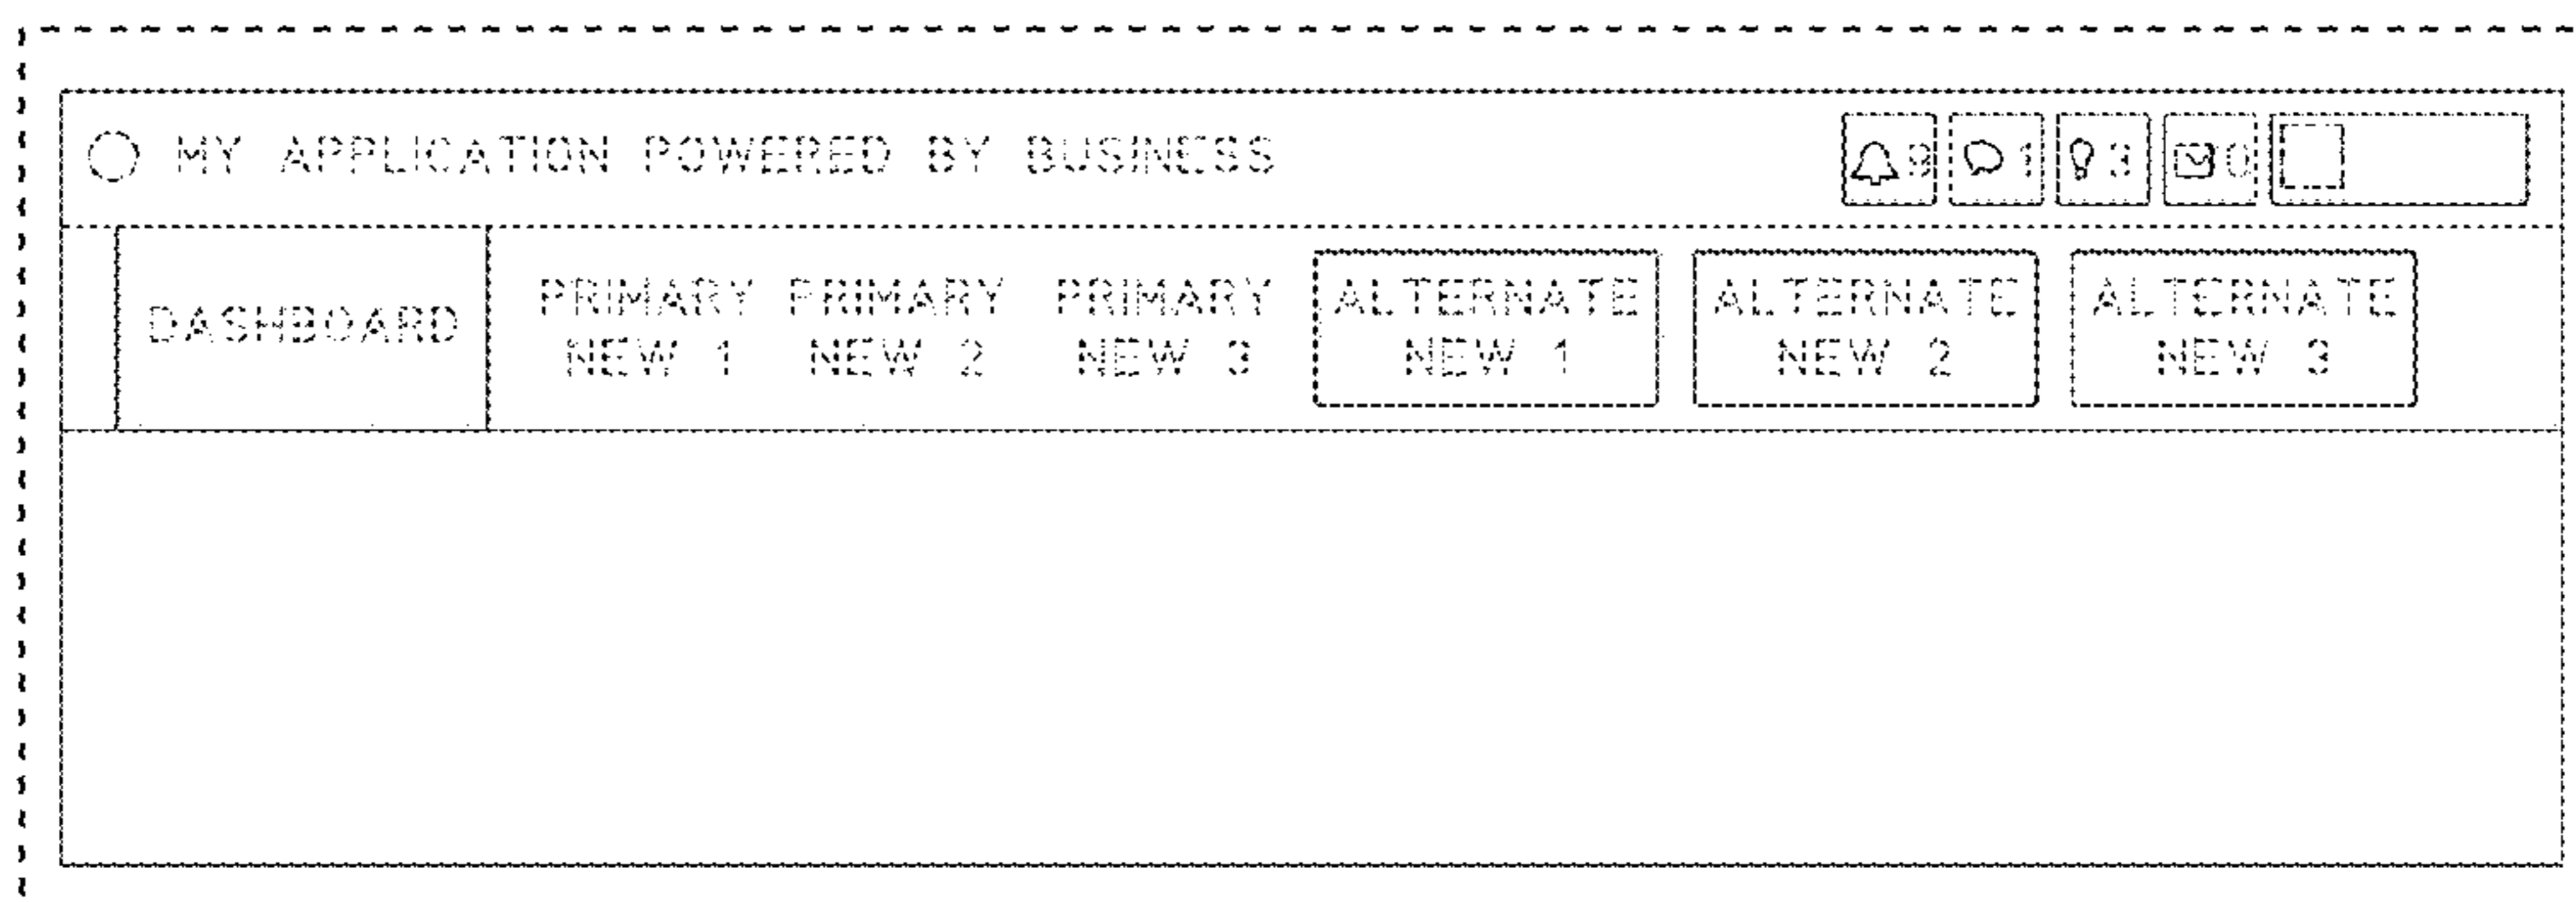 MY APPLICATION POWERED BY BUSINESS
9 1 3 0
DASHBOARD
PRIMARY NEW 1
PRIMARY NEW 2
PRIMARY NEW 3
ALTERNATE NEW 1
ALTERNATE NEW 2
ALTERNATE NEW 3